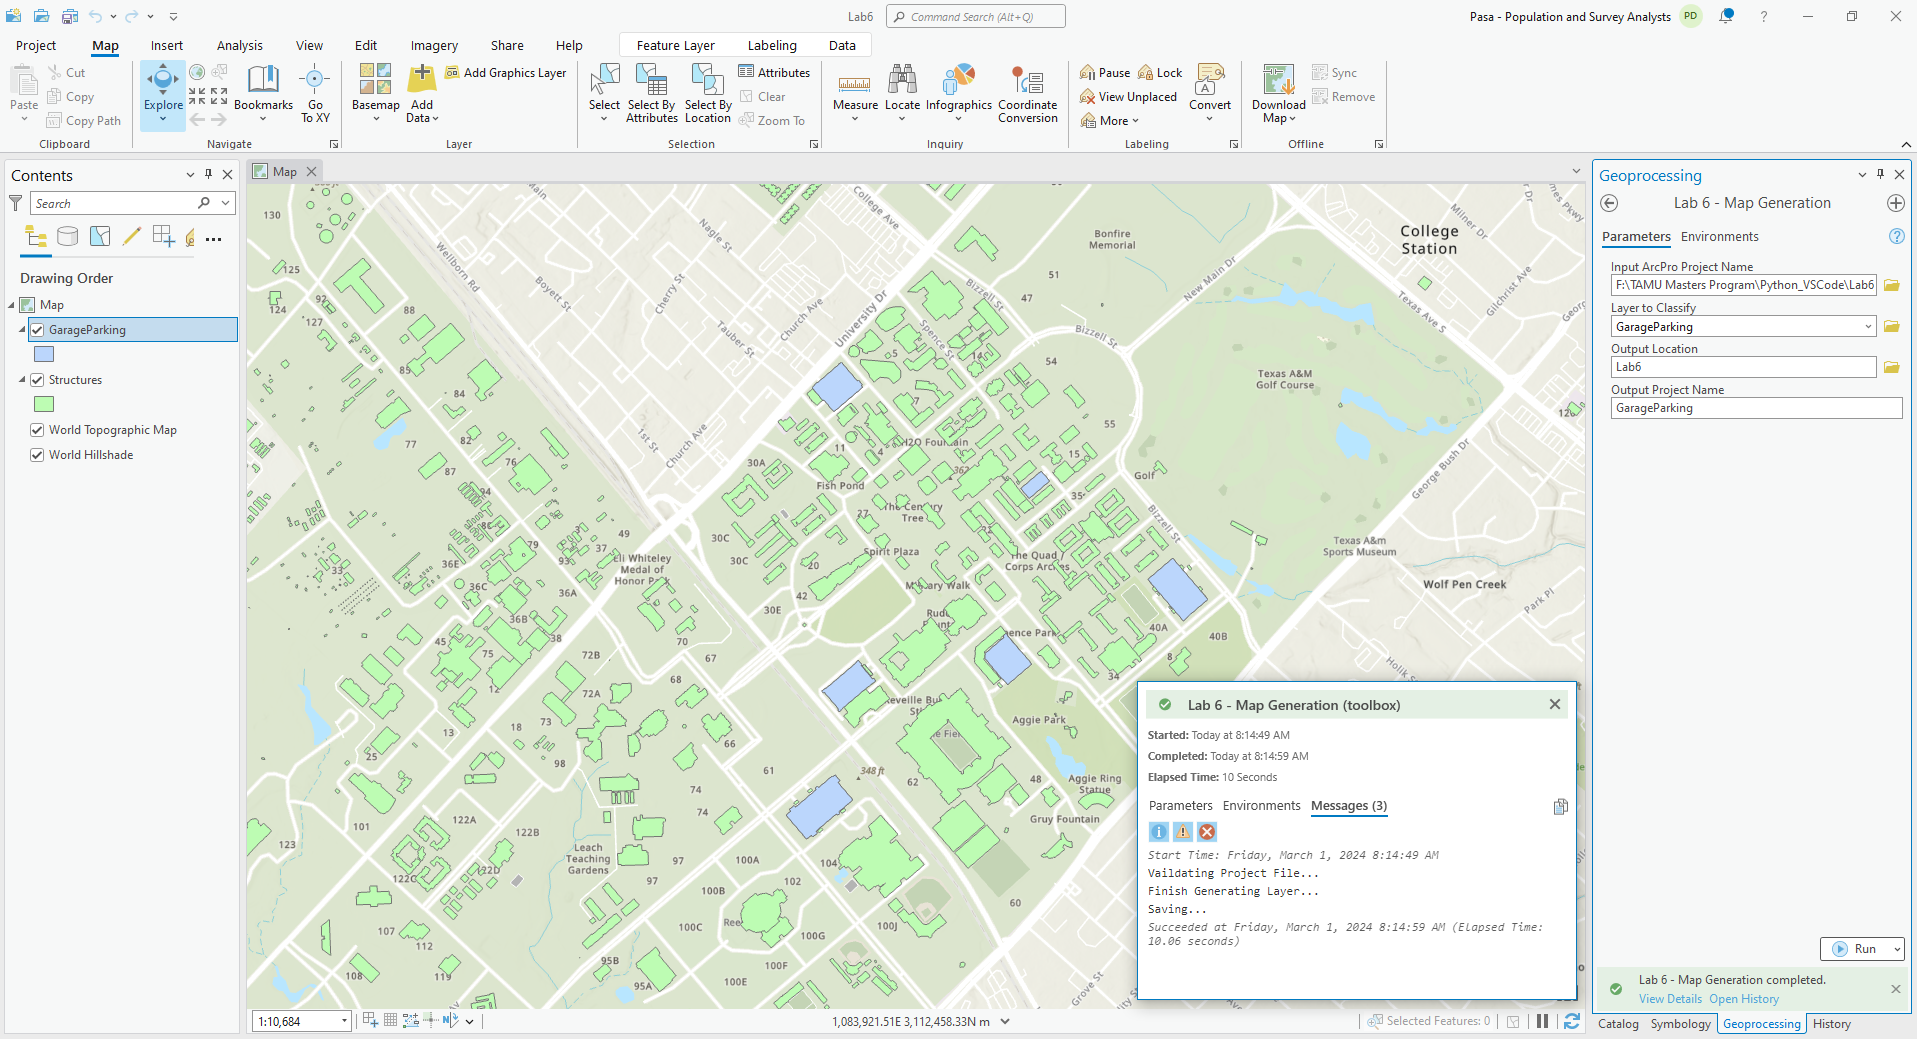 Lab6
Command Search (Alt+Q)
Pasa - Population and Survey Analysts
PD
?
Project
Map
Insert
Analysis
View
Edit
Imagery
Share
Help
Feature Layer
Labeling
Data
Paste
Cut
Copy
Copy Path
Clipboard
Explore
Bookmarks
Go To XY
Navigate
Basemap
Add Data
Add Graphics Layer
Layer
Select
Select By Attributes
Select By Location
Attributes
Clear
Zoom To
Selection
Measure
Locate
Infographics
Coordinate Conversion
Inquiry
Pause
Lock
View Unplaced
More
Convert
Labeling
Download Map
Sync
Remove
Offline
Contents
Search
Drawing Order
Map
GarageParking
Structures
World Topographic Map
World Hillshade
Map
130
125
124
127
92
Main
Wellborn Rd
Boyett St
Nagle St
Cherry St
Tauber St
Church Ave
College Ave
University Dr
Bonfire Memorial
51
47
Bizzell St
Spence St
New Main Dr
College Station
Milner Dr
Gilchrist Ave
Texas Ave S
Bizzell St
85
84
82
77
87
76
94
1st St
Church Ave
5
14
7
54
55
Texas A&M Golf Course
George Bush Dr
11
H2O Fountain
362
15
30A
Fish Pond
Golf
35
27
The Century Tree
Bizzell St
49
37
30C
30C
20
Spirit Plaza
The Quad / Corps Arches
Texas A&m Sports Museum
Wolf Pen Creek
Park Pl
79
93
33
36E
36C
36A
36B
38
Eli Whiteley Medal of Honor Park
42
30E
Military Walk
40A
40B
45
75
12
70
67
72B
72A
68
8
34
Holik St
18
73
25
98
66
61
62
348 ft
Aggie Park
48
Aggie Ring Statue
Gruy Fountain
74
74
101
122A
122B
122C
122D
123
Leach Teaching Gardens
97
97
100A
100B
100C
104
102
60
100G
100J
100F
100E
107
112
108
119
95B
95A
Grove St
Lab 6 - Map Generation (toolbox)
Started: Today at 8:14:49 AM
Completed: Today at 8:14:59 AM
Elapsed Time: 10 Seconds
Parameters
Environments
Messages (3)
Start Time: Friday, March 1, 2024 8:14:49 AM
Vaildating Project File...
Finish Generating Layer...
Saving...
Succeeded at Friday, March 1, 2024 8:14:59 AM (Elapsed Time:
10.06 seconds)
1:10,684
1,083,921.51E 3,112,458.33N m
Selected Features: 0
Geoprocessing
Lab 6 - Map Generation
Parameters
Environments
Input ArcPro Project Name
F:\TAMU Masters Program\Python_VSCode\Lab6
Layer to Classify
GarageParking
Output Location
Lab6
Output Project Name
GarageParking
Run
Lab 6 - Map Generation completed.
View Details
Open History
Catalog
Symbology
Geoprocessing
History